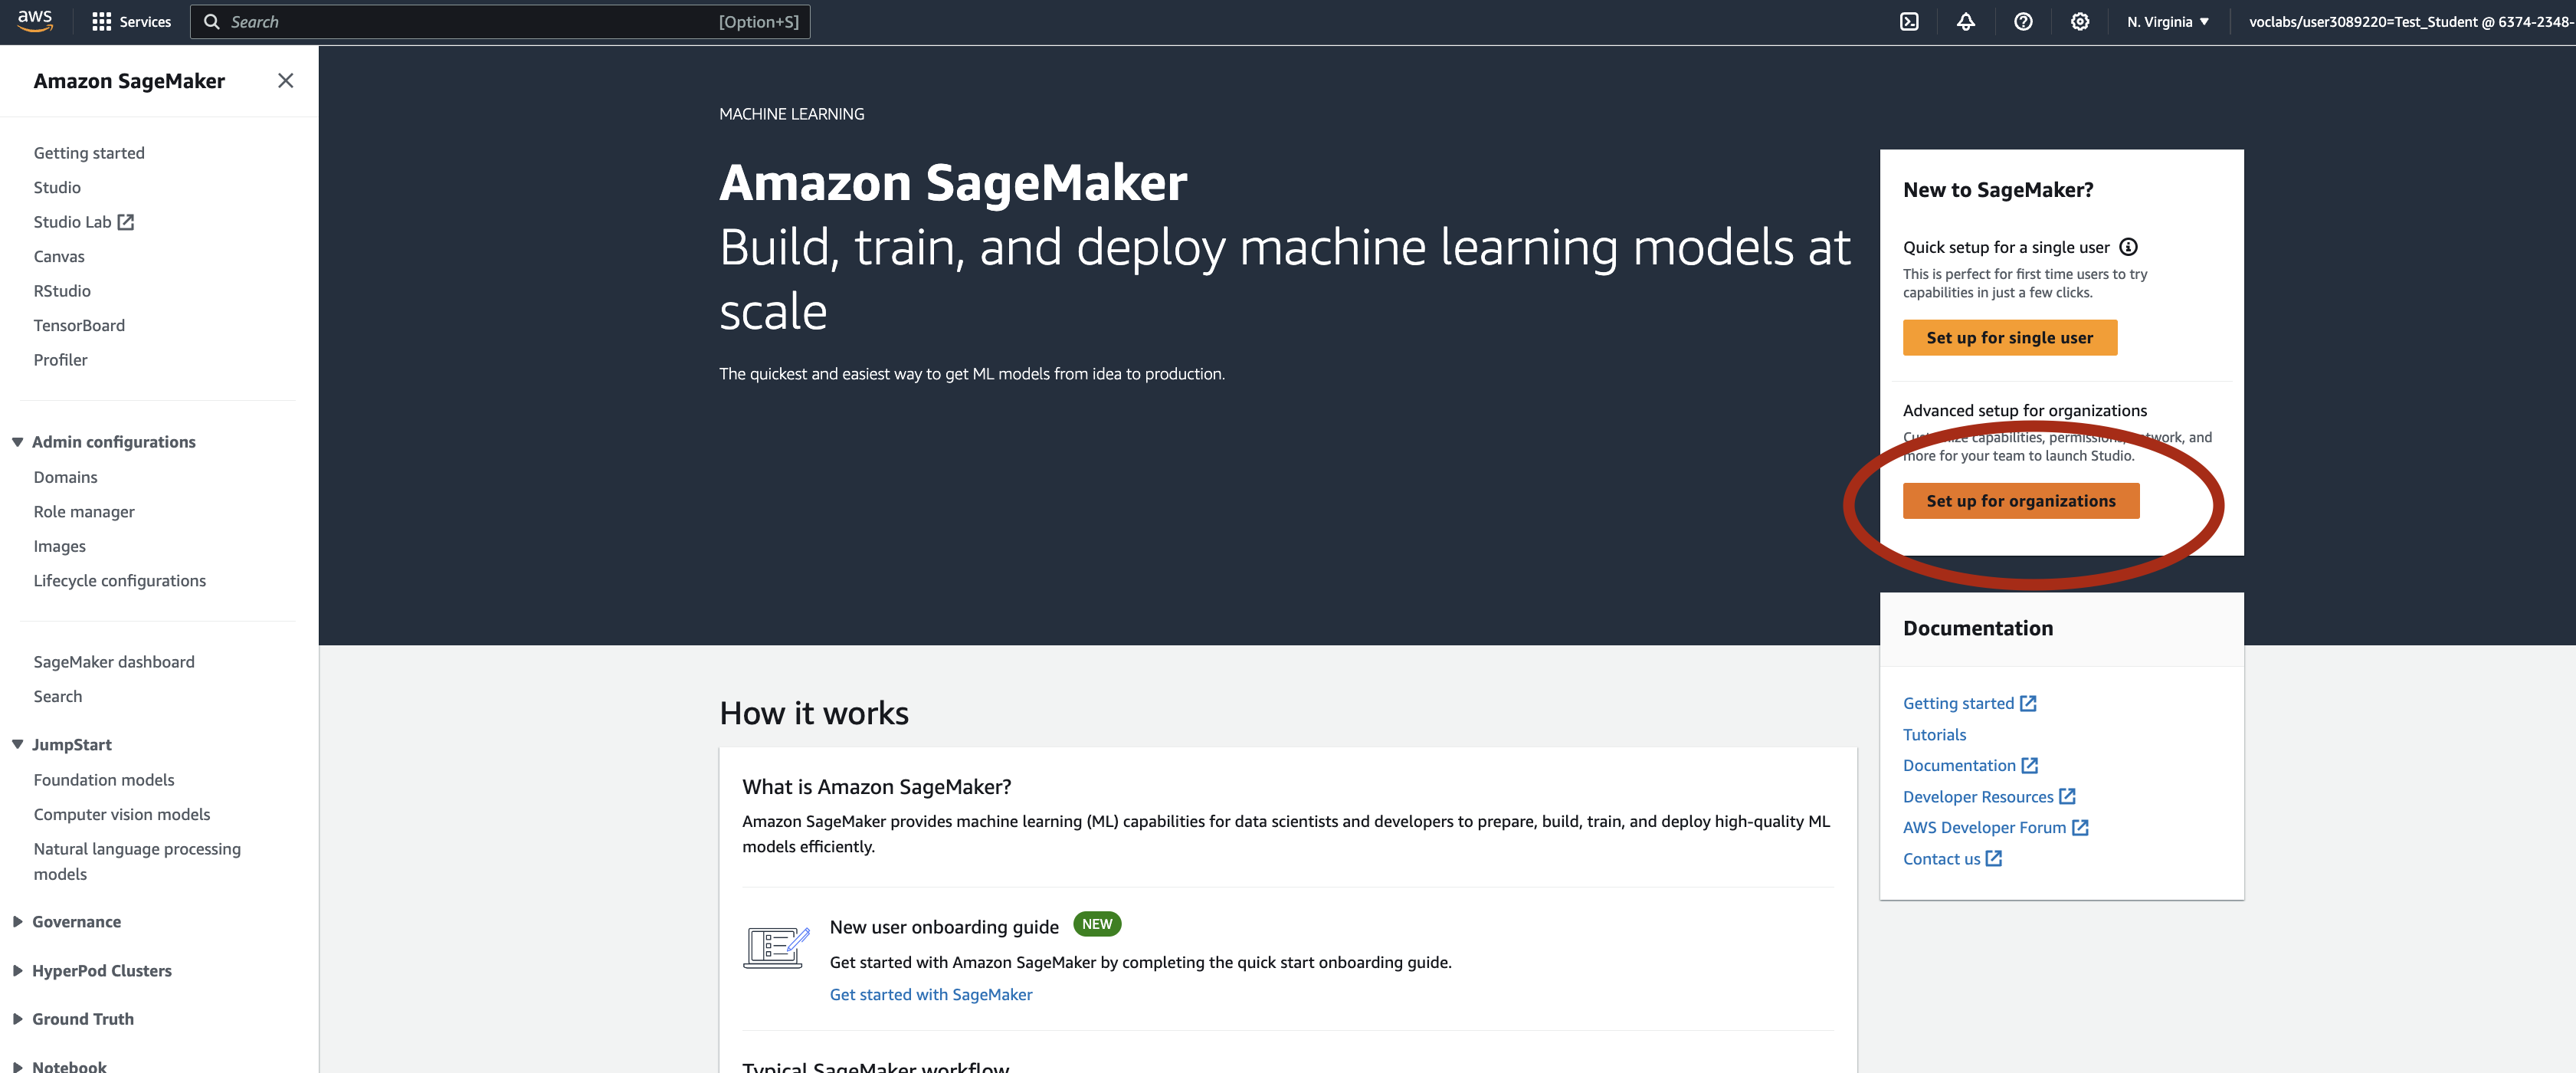 aws
Services
Search
[Option+S]
N. Virginia
voclabs/user3089220=Test_Student @ 6374-2348-
Amazon SageMaker
Getting started
Studio
Studio Lab
Canvas
RStudio
TensorBoard
Profiler
Admin configurations
Domains
Role manager
Images
Lifecycle configurations
SageMaker dashboard
Search
JumpStart
Foundation models
Computer vision models
Natural language processing
models
Governance
HyperPod Clusters
Ground Truth
Notebook
MACHINE LEARNING
Amazon SageMaker
Build, train, and deploy machine learning models at
scale
The quickest and easiest way to get ML models from idea to production.
New to SageMaker?
Quick setup for a single user
This is perfect for first time users to try
capabilities in just a few clicks.
Set up for single user
Advanced setup for organizations
Customize capabilities, permissions, network, and
more for your team to launch Studio.
Set up for organizations
Documentation
Getting started
Tutorials
Documentation
Developer Resources
AWS Developer Forum
Contact us
How it works
What is Amazon SageMaker?
Amazon SageMaker provides machine learning (ML) capabilities for data scientists and developers to prepare, build, train, and deploy high-quality ML
models efficiently.
New user onboarding guide NEW
Get started with Amazon SageMaker by completing the quick start onboarding guide.
Get started with SageMaker
Typical SageMaker workflow